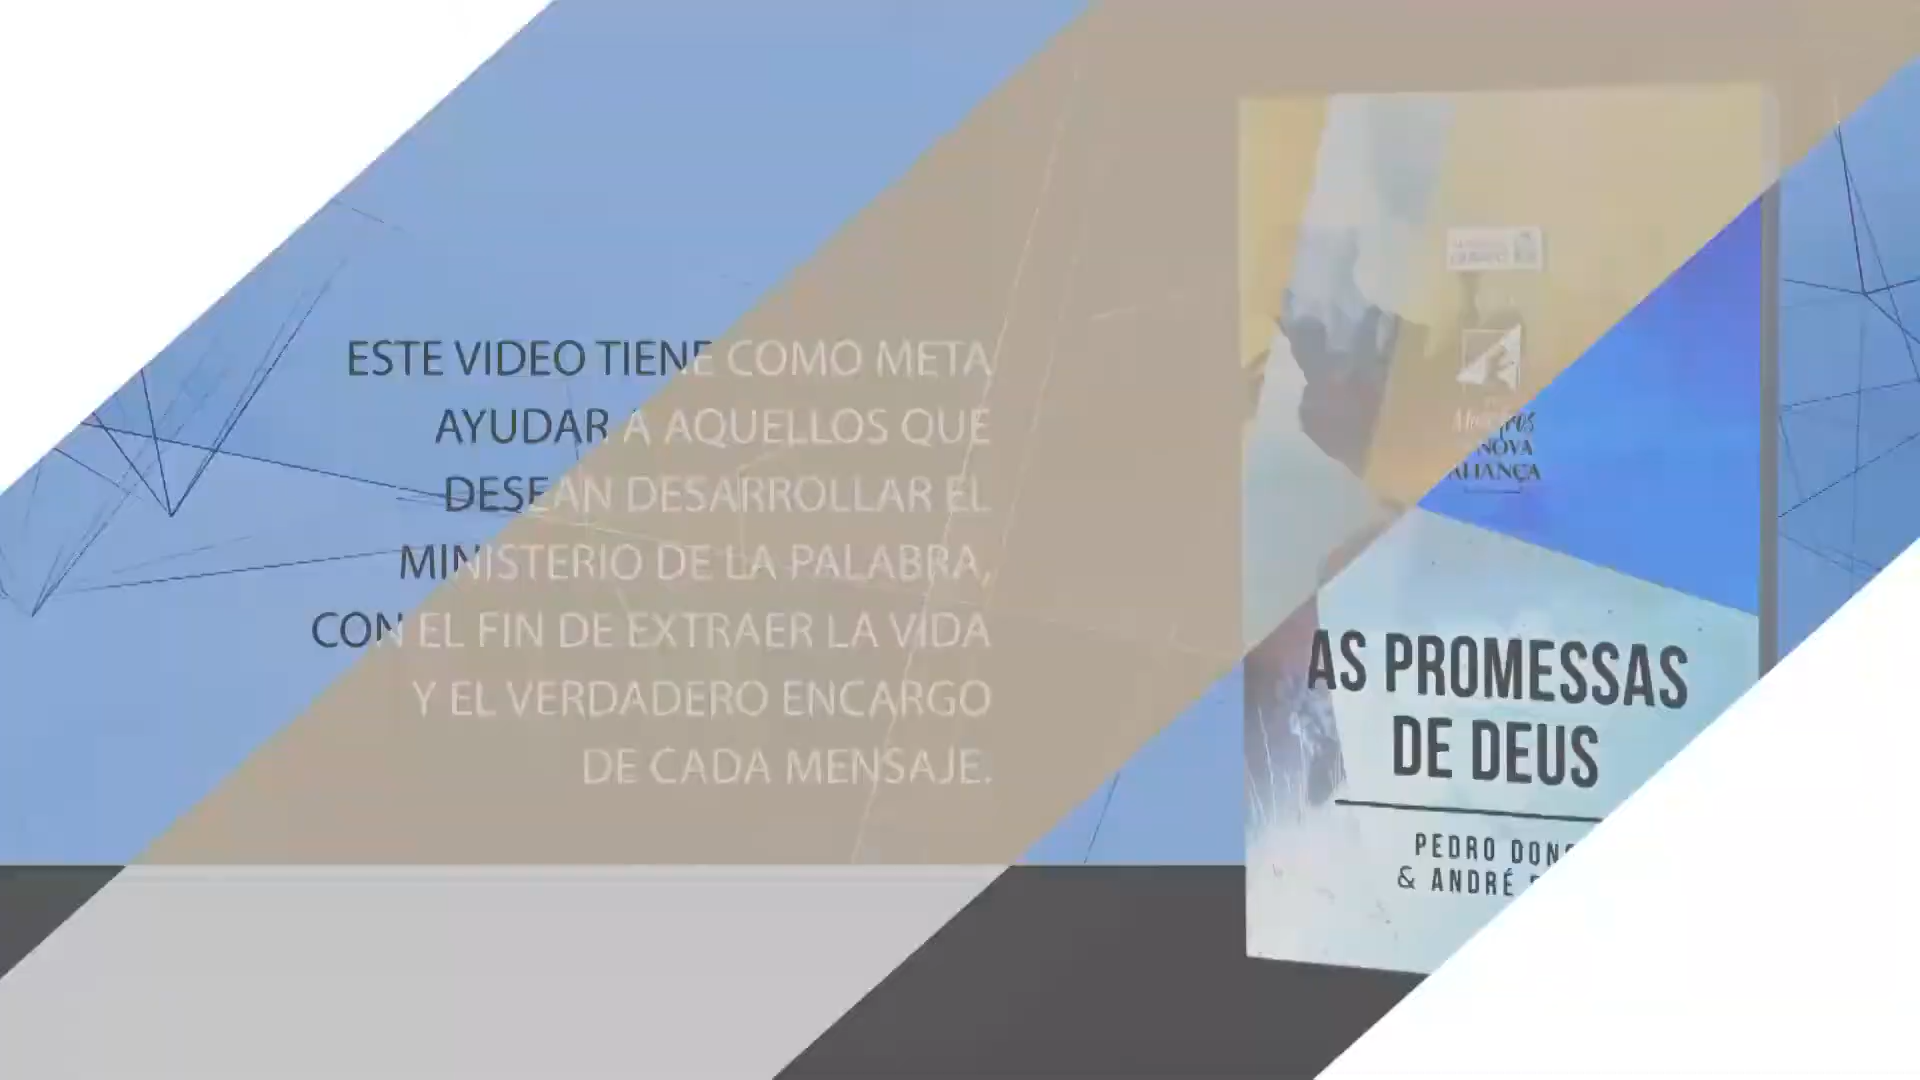 ESTE VIDEO TIENE COMO META
AYUDAR A AQUELLOS QUE
DESEAN DESARROLLAR EL
MINISTERIO DE LA PALABRA,
CON EL FIN DE EXTRAER LA VIDA
Y EL VERDADERO ENCARGO
DE CADA MENSAJE.
NOVA
ALIANÇA
AS PROMESSAS
DE DEUS
PEDRO
& ANDRÉ